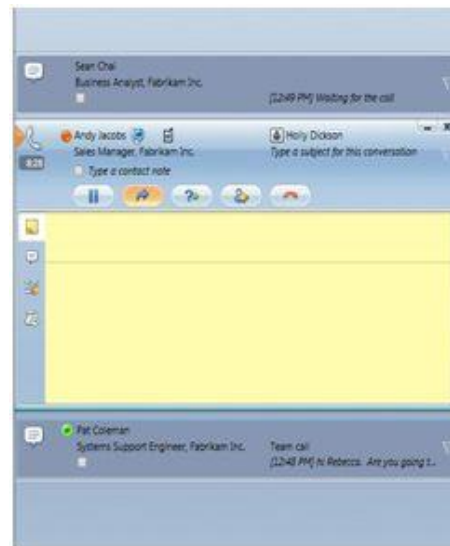 Sean Chai
Business Analyst, Fabrikam Inc.
[12:49 PM] Waiting for the call
Andy Jacobs
Holly Dickson
Sales Manager, Fabrikam Inc.
Type a subject for this conversation
8:26
Type a contact note
Pat Coleman
Systems Support Engineer, Fabrikam Inc.
Team call
[12:48 PM] hi Rebecca. Are you going t...